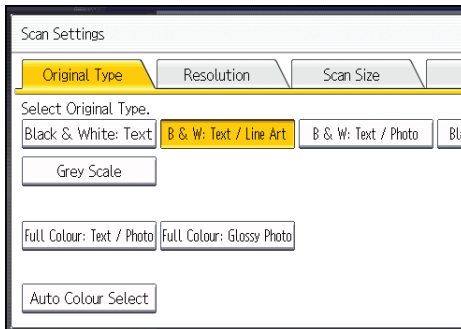 Scan Settings
Original Type Resolution Scan Size
Select Original Type.
Black & White: Text B & W: Text / Line Art B & W: Text / Photo Bl
Grey Scale
Full Colour: Text / Photo Full Colour: Glossy Photo
Auto Colour Select